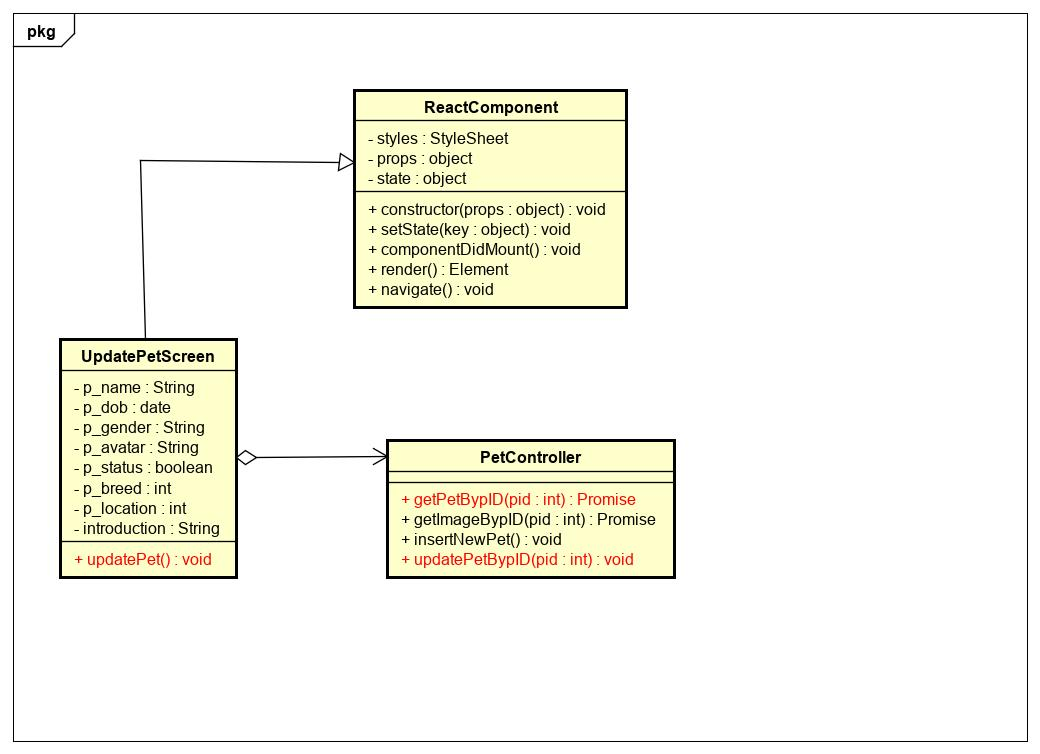 pkg
ReactComponent
- styles : StyleSheet
- props : object
- state : object
+ constructor(props : object) : void
+ setState(key : object) : void
+ componentDidMount() : void
+ render() : Element
+ navigate() : void
UpdatePetScreen
- p_name : String
- p_dob : date
- p_gender : String
- p_avatar : String
- p_status : boolean
- p_breed : int
- p_location : int
- introduction : String
+ updatePet() : void
PetController
+ getPetBypID(pid : int) : Promise
+ getImageBypID(pid : int) : Promise
+ insertNewPet() : void
+ updatePetBypID(pid : int) : void